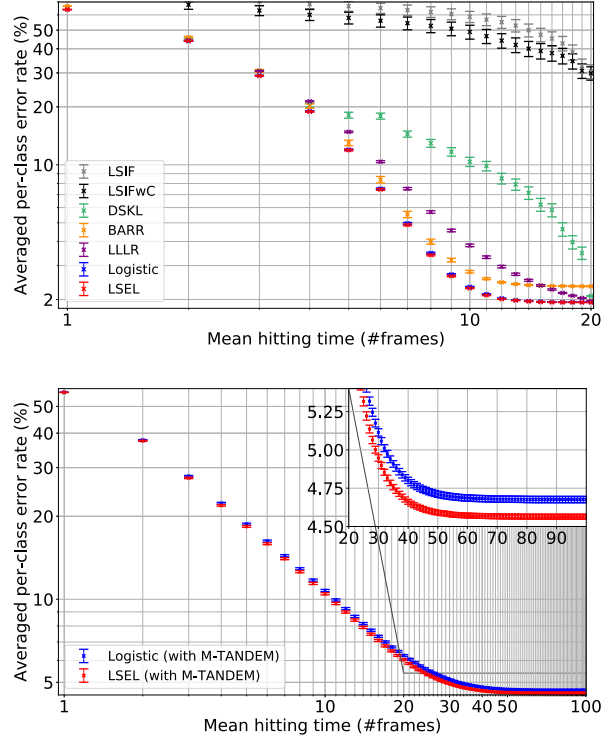 Averaged per-class error rate (%)
70
50
30
20
10
2
LSIF
LSIFwC
DSKL
BARR
LLLR
Logistic
LSEL
1
10
20
Mean hitting time (#frames)
Averaged per-class error rate (%)
50
40
30
20
10
5
5.25
5.00
4.75
4.50
20 30 40 50 60 70 80 90
Logistic (with M-TANDEM)
LSEL (with M-TANDEM)
1
10
20
30
40
50
100
Mean hitting time (#frames)